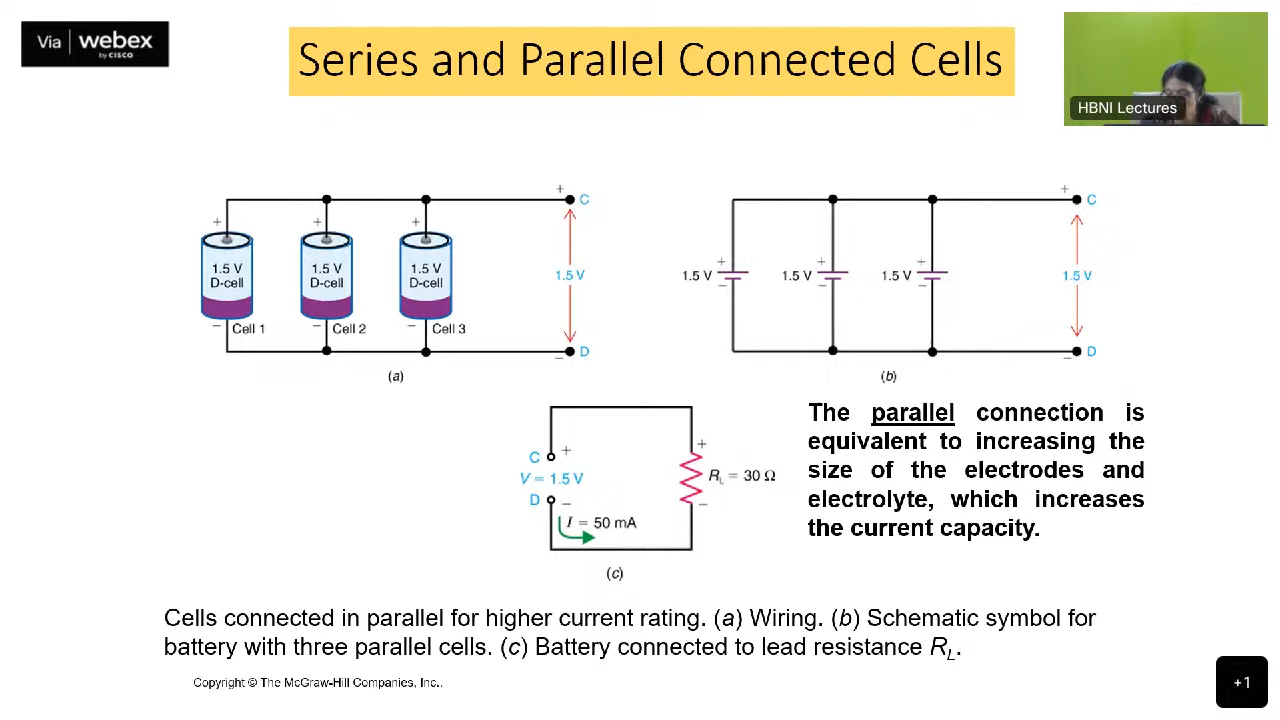 Via webex
by CISCO
Series and Parallel Connected Cells
HBNI Lectures
+ C
+ + +
1.5 V 1.5 V 1.5 V
D-cell D-cell D-cell
1.5 V
− Cell 1 − Cell 2 − Cell 3
− D
(a)
+ C
+ + +
1.5 V 1.5 V 1.5 V 1.5 V
− − −
− D
(b)
C + +
V = 1.5 V
RL = 30 Ω
D − −
I = 50 mA
(c)
The parallel connection is
equivalent to increasing the
size of the electrodes and
electrolyte, which increases
the current capacity.
Cells connected in parallel for higher current rating. (a) Wiring. (b) Schematic symbol for
battery with three parallel cells. (c) Battery connected to lead resistance RL.
Copyright © The McGraw-Hill Companies, Inc..
+1